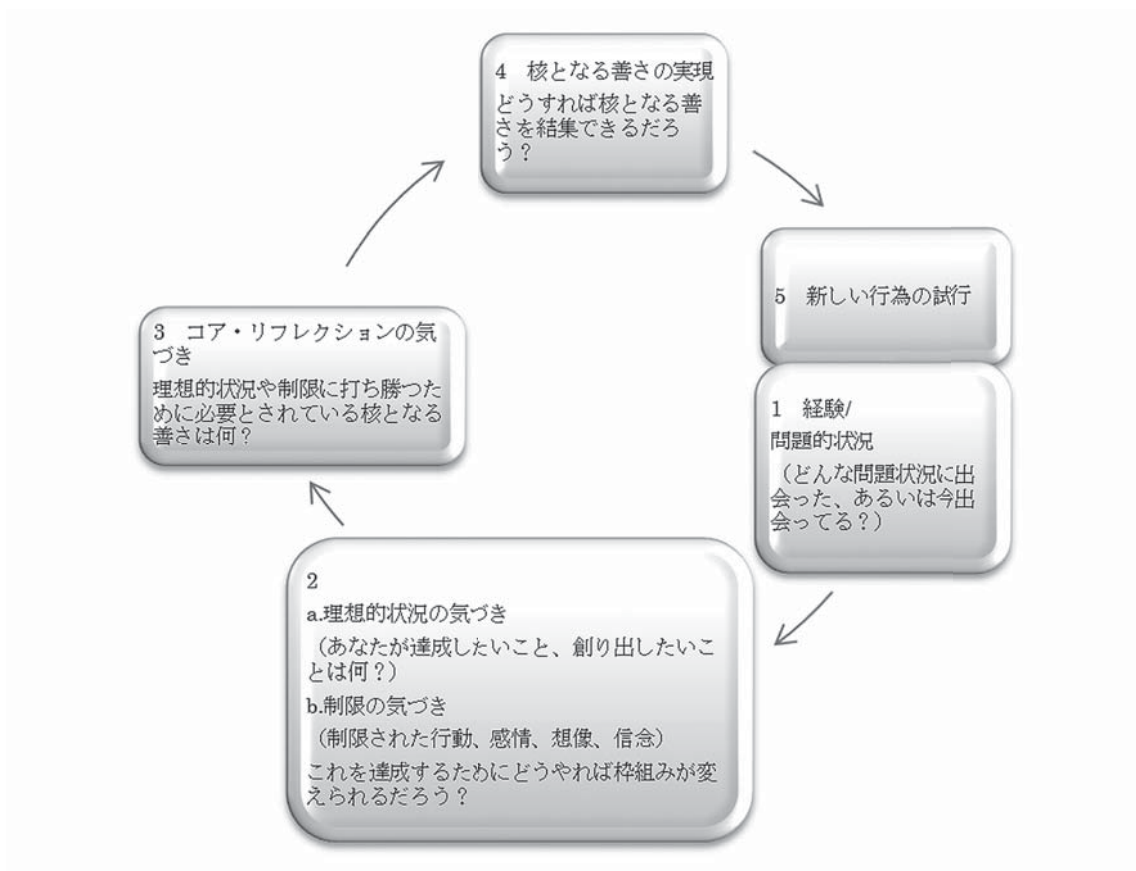 4　核となる善さの実現
どうすれば核となる善
さを結集できるだろ
う？
5　新しい行為の試行
1　経験/
問題的状況
（どんな問題状況に出
会った、あるいは今出
会ってる？）
2
a.理想的状況の気づき
（あなたが達成したいこと、創り出したいこ
とは何？）
b.制限の気づき
（制限された行動、感情、想像、信念）
これを達成するためにどうやれば枠組みが変
えられるだろう？
3　コア・リフレクションの気
づき
理想的状況や制限に打ち勝つた
めに必要とされている核となる
善さは何？